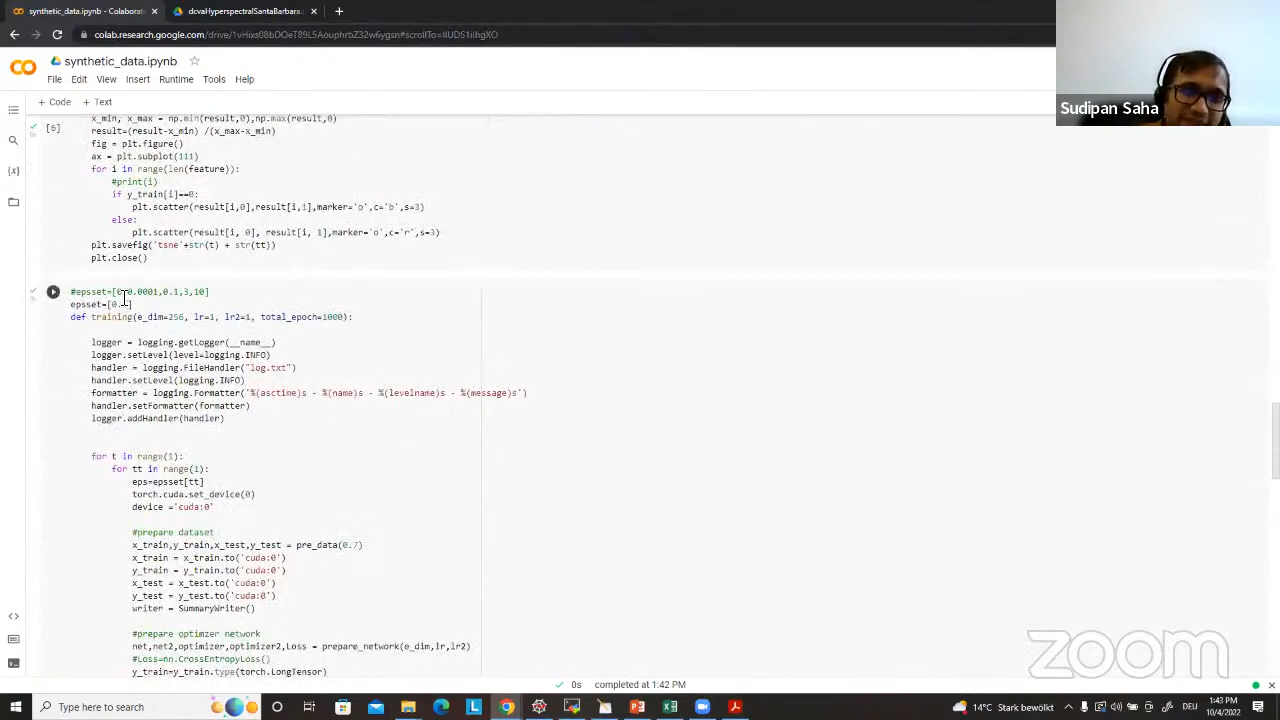 synthetic_data.ipynb - Colaborate
dcvaHyperspectralSantaBarbara.
colab.research.google.com/drive/1vHixs08bDOeT89L5AouphrbZ32w6ygsn#scrollTo=IlUDS1iIhgXO
synthetic_data.ipynb
File Edit View Insert Runtime Tools Help
+ Code + Text
Sudipan Saha
x_min, x_max = np.min(result,0),np.max(result,0)
[6]
result=(result-x_min) /(x_max-x_min)
fig = plt.figure()
ax = plt.subplot(111)
for i in range(len(feature)):
#print(i)
if y_train[i]==0:
plt.scatter(result[i,0],result[i,1],marker='o',c='b',s=3)
else:
plt.scatter(result[i, 0], result[i, 1],marker='o',c='r',s=3)
plt.savefig('tsne'+str(t) + str(tt))
plt.close()
#epsset=[0,0.0001,0.1,3,10]
epsset=[0. ]
def training(e_dim=256, lr=1, lr2=1, total_epoch=1000):
logger = logging.getLogger(__name__)
logger.setLevel(level=logging.INFO)
handler = logging.FileHandler("log.txt")
handler.setLevel(logging.INFO)
formatter = logging.Formatter('%(asctime)s - %(name)s - %(levelname)s - %(message)s')
handler.setFormatter(formatter)
logger.addHandler(handler)
for t in range(1):
for tt in range(1):
eps=epsset[tt]
torch.cuda.set_device(0)
device ='cuda:0'
#prepare dataset
x_train,y_train,x_test,y_test = pre_data(0.7)
x_train = x_train.to('cuda:0')
y_train = y_train.to('cuda:0')
x_test = x_test.to('cuda:0')
y_test = y_test.to('cuda:0')
writer = SummaryWriter()
#prepare optimzer network
net,net2,optimizer,optimizer2,Loss = prepare_network(e_dim,lr,lr2)
#Loss=nn.CrossEntropyLoss()
y_train=y_train.type(torch.LongTensor)
zoom
0s completed at 1:42 PM
Type here to search
14°C Stark bewölkt
DEU
1:43 PM
10/4/2022